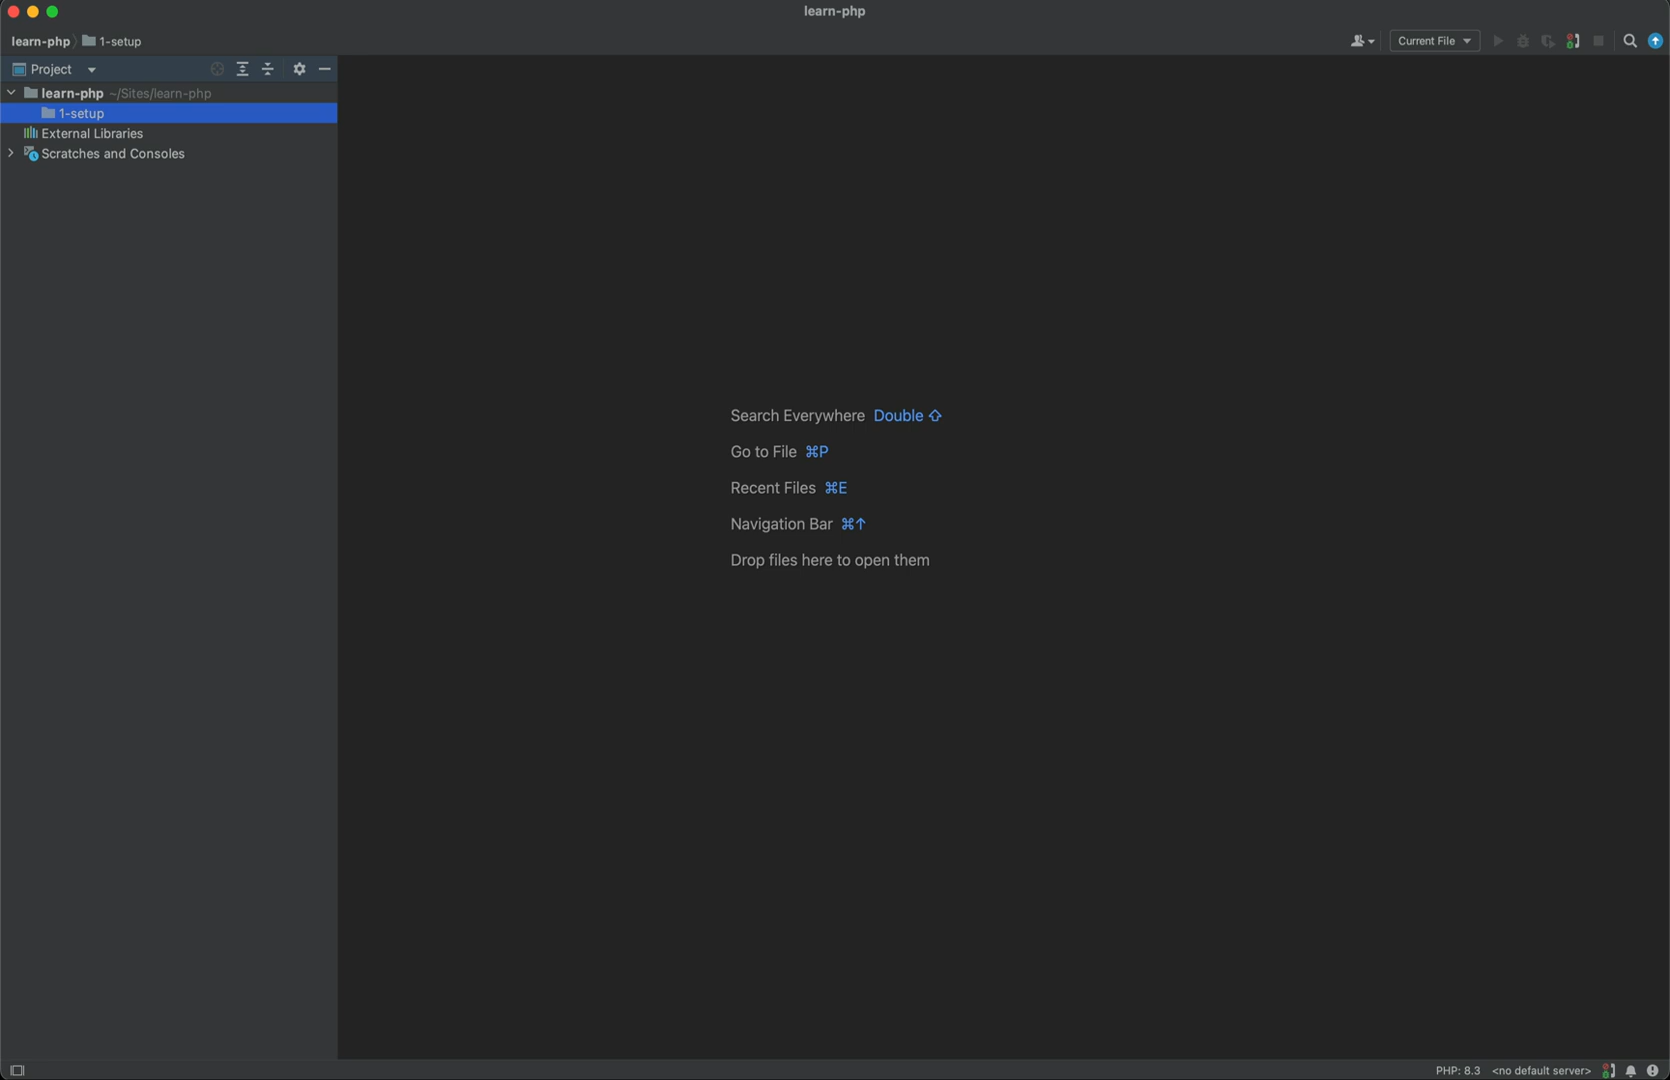 learn-php
learn-php 1-setup
Current File
Project
learn-php ~/Sites/learn-php
1-setup
External Libraries
Scratches and Consoles
Search Everywhere Double ⇧
Go to File ⌘P
Recent Files ⌘E
Navigation Bar ⌘↑
Drop files here to open them
PHP: 8.3 <no default server>